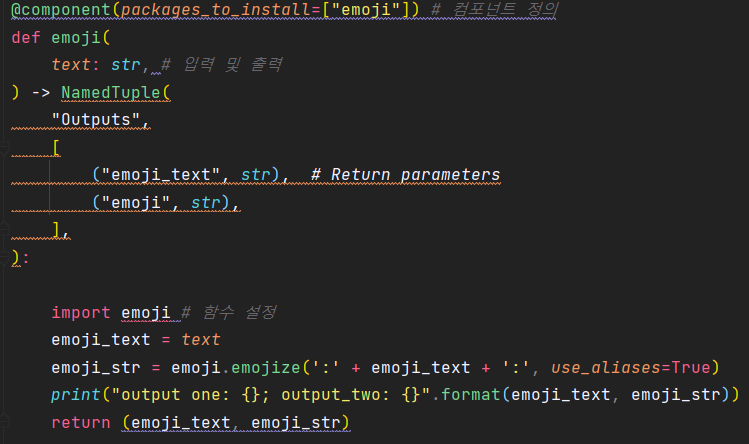 @component(packages_to_install=["emoji"]) # 컴포넌트 정의
def emoji(
    text: str, # 입력 및 출력
) -> NamedTuple(
    "Outputs",
    [
        ("emoji_text", str),  # Return parameters
        ("emoji", str),
    ],
):
    import emoji # 함수 설정
    emoji_text = text
    emoji_str = emoji.emojize(':' + emoji_text + ':', use_aliases=True)
    print("output one: {}; output_two: {}".format(emoji_text, emoji_str))
    return (emoji_text, emoji_str)